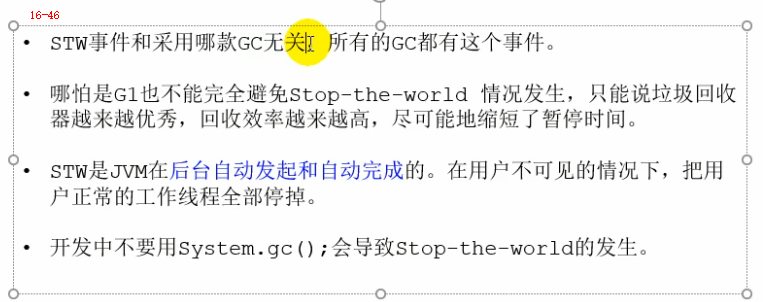 16-46
• STW事件和采用哪款GC无关 所有的GC都有这个事件。
• 哪怕是G1也不能完全避免Stop-the-world 情况发生，只能说垃圾回收
器越来越优秀，回收效率越来越高，尽可能地缩短了暂停时间。
• STW是JVM在后台自动发起和自动完成的。在用户不可见的情况下，把用
户正常的工作线程全部停掉。
• 开发中不要用System.gc();会导致Stop-the-world的发生。